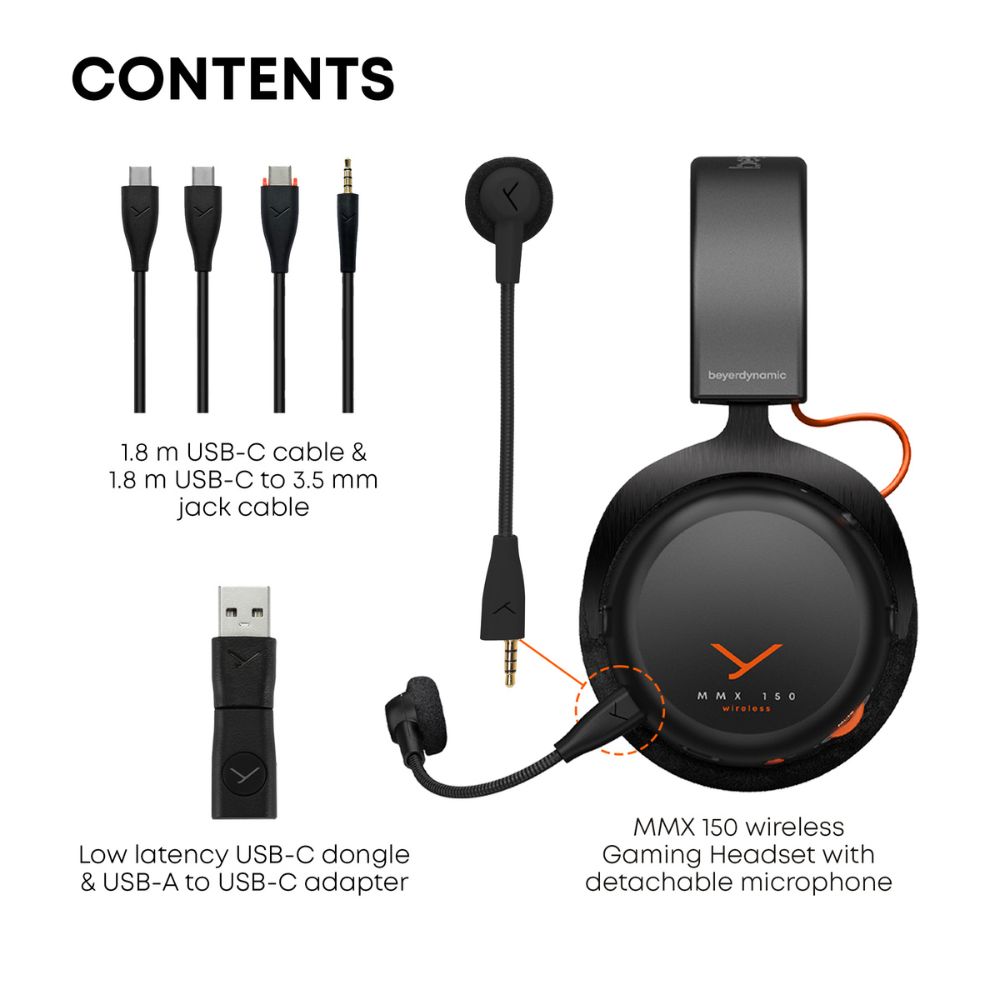 CONTENTS
1.8 m USB-C cable &
1.8 m USB-C to 3.5 mm
jack cable
Low latency USB-C dongle
& USB-A to USB-C adapter
beyerdynamic
MMX 150
wireless
MMX 150 wireless
Gaming Headset with
detachable microphone